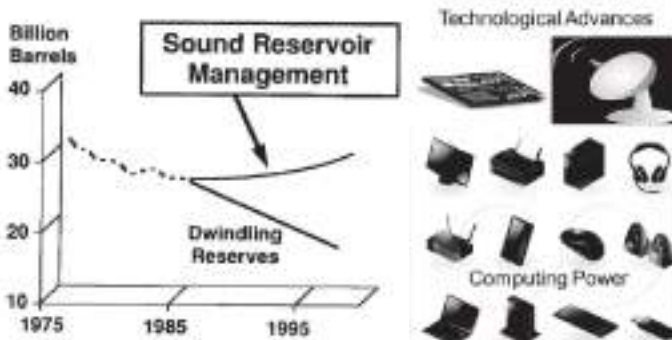 Billion
Barrels
40
30
20
10
1975
1985
1995
Sound Reservoir
Management
Dwindling
Reserves
Technological Advances
Computing Power